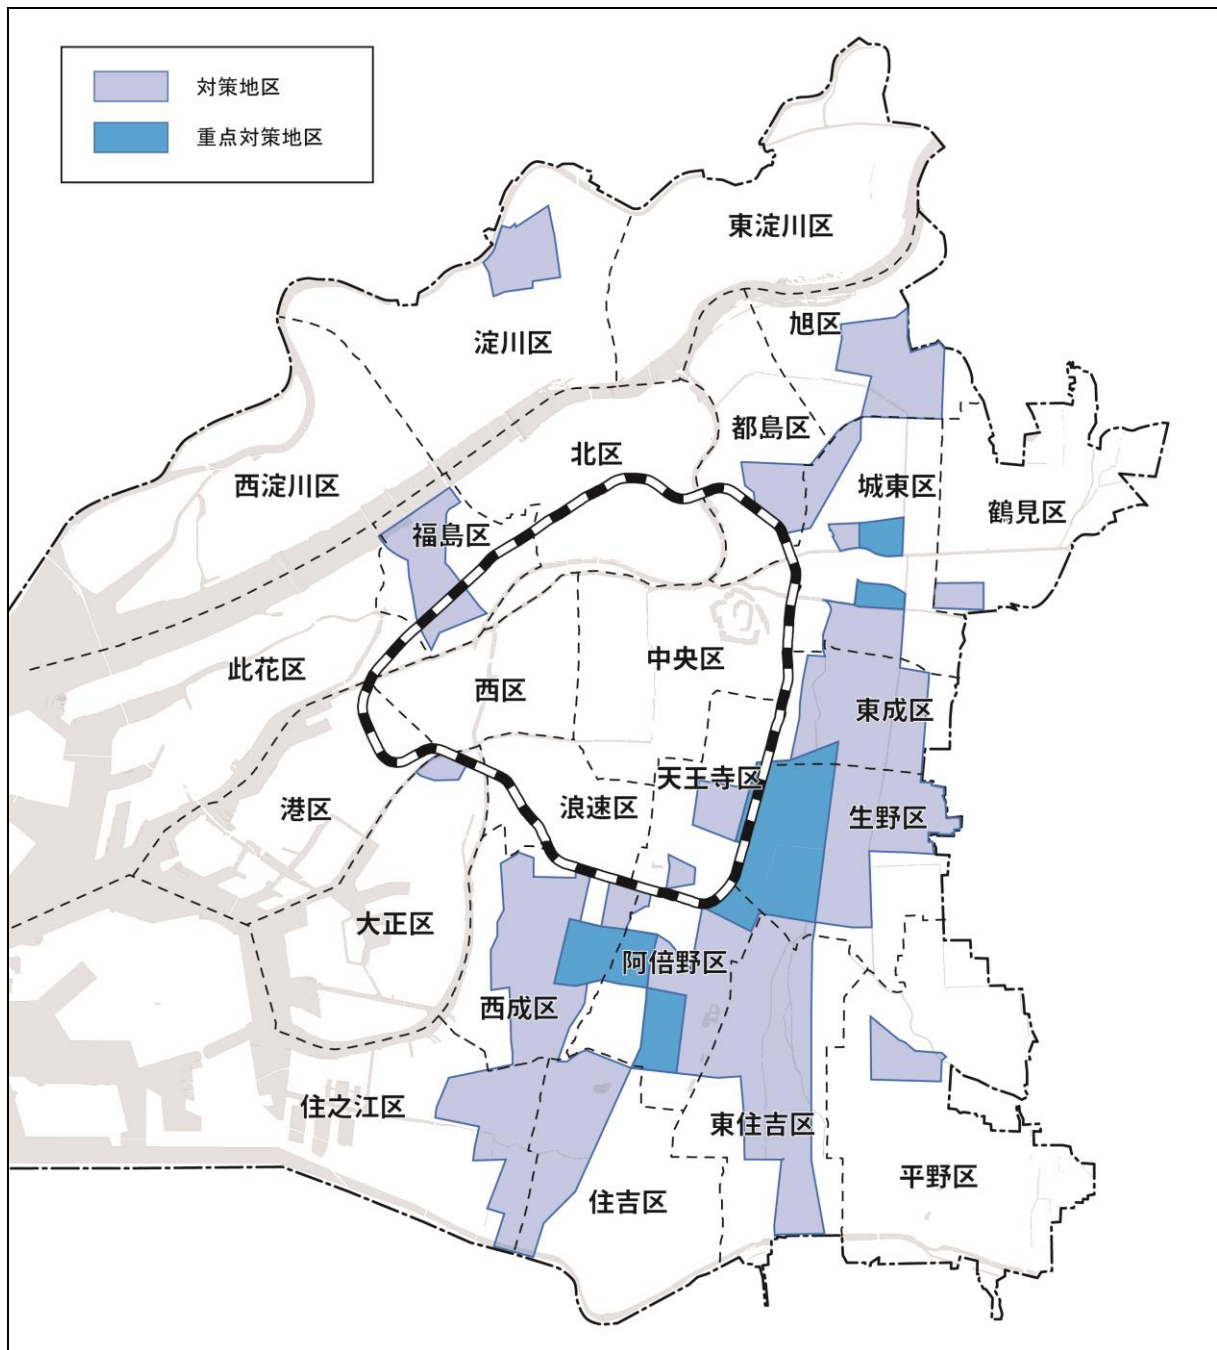 対策地区
重点対策地区
東淀川区
旭区
淀川区
都島区
北区
城東区
西淀川区
鶴見区
福島区
中央区
此花区
西区
東成区
天王寺区
港区
浪速区
生野区
大正区
阿倍野区
西成区
住之江区
東住吉区
平野区
住吉区